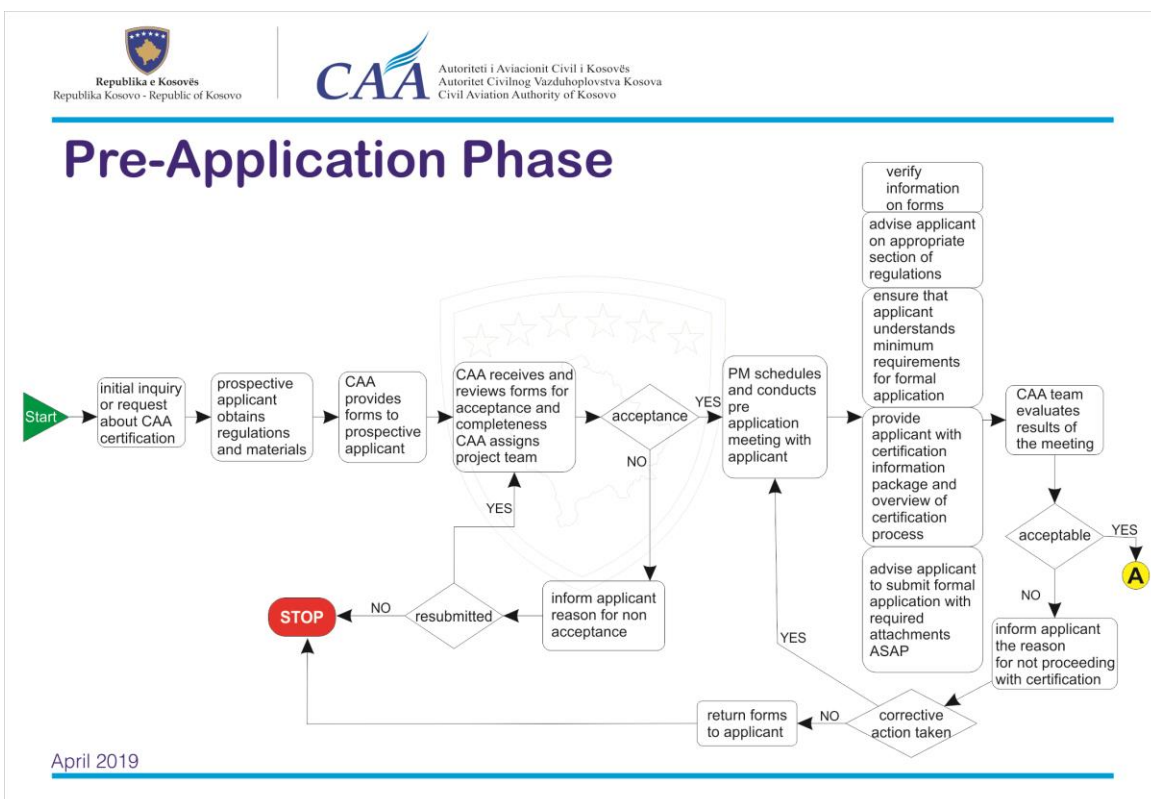 Republika e Kosovës
Republika Kosovo - Republic of Kosovo
CAA
Autoriteti i Aviacionit Civil i Kosovës
Autoritet Civilnog Vazduhoplovstva Kosova
Civil Aviation Authority of Kosovo
Pre-Application Phase
Start
initial inquiry
or request
about CAA
certification
prospective
applicant
obtains
regulations
and materials
CAA
provides
forms to
prospective
applicant
CAA receives and
reviews forms for
acceptance and
completeness
CAA assigns
project team
acceptance
YES
NO
inform applicant
reason for non
acceptance
resubmitted
YES
NO
STOP
PM schedules
and conducts
pre
application
meeting with
applicant
verify
information
on forms
advise applicant
on appropriate
section of
regulations
ensure that
applicant
understands
minimum
requirements
for formal
application
provide
applicant with
certification
information
package and
overview of
certification
process
advise applicant
to submit formal
application with
required
attachments
ASAP
CAA team
evaluates
results of
the meeting
acceptable
YES
A
NO
inform applicant
the reason
for not proceeding
with certification
corrective
action taken
YES
NO
return forms
to applicant
April 2019